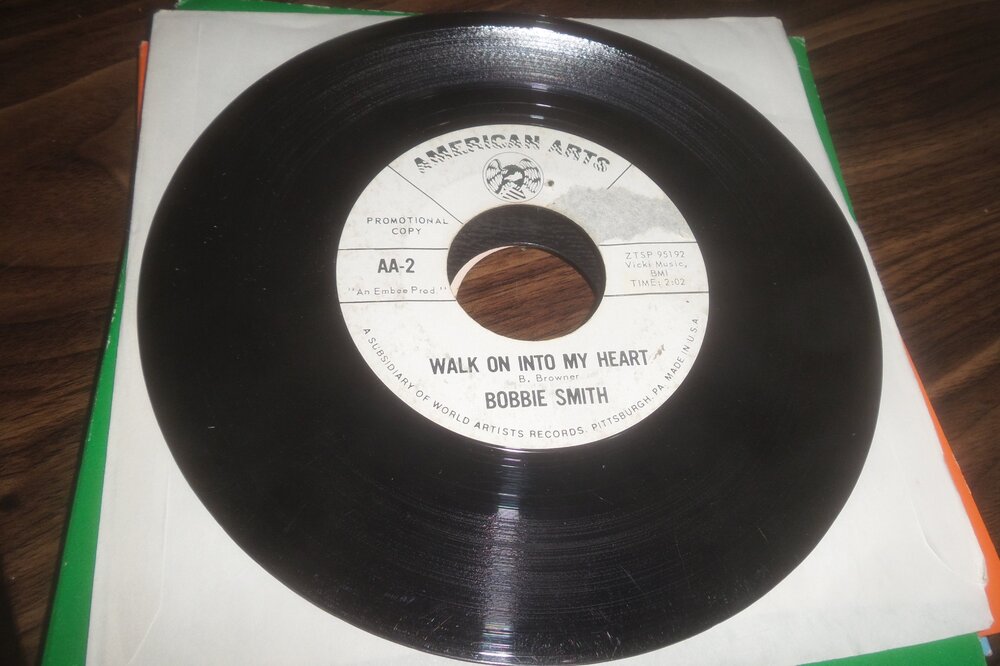 AMERICAN ARTS
PROMOTIONAL
COPY
AA-2
"An Embee Prod."
ZTSP 95192
Vicki Music,
BMI
TIME: 2:02
WALK ON INTO MY HEART
B. Browner
BOBBIE SMITH
A SUBSIDIARY OF WORLD ARTISTS RECORDS, PITTSBURGH, PA. MADE IN U.S.A